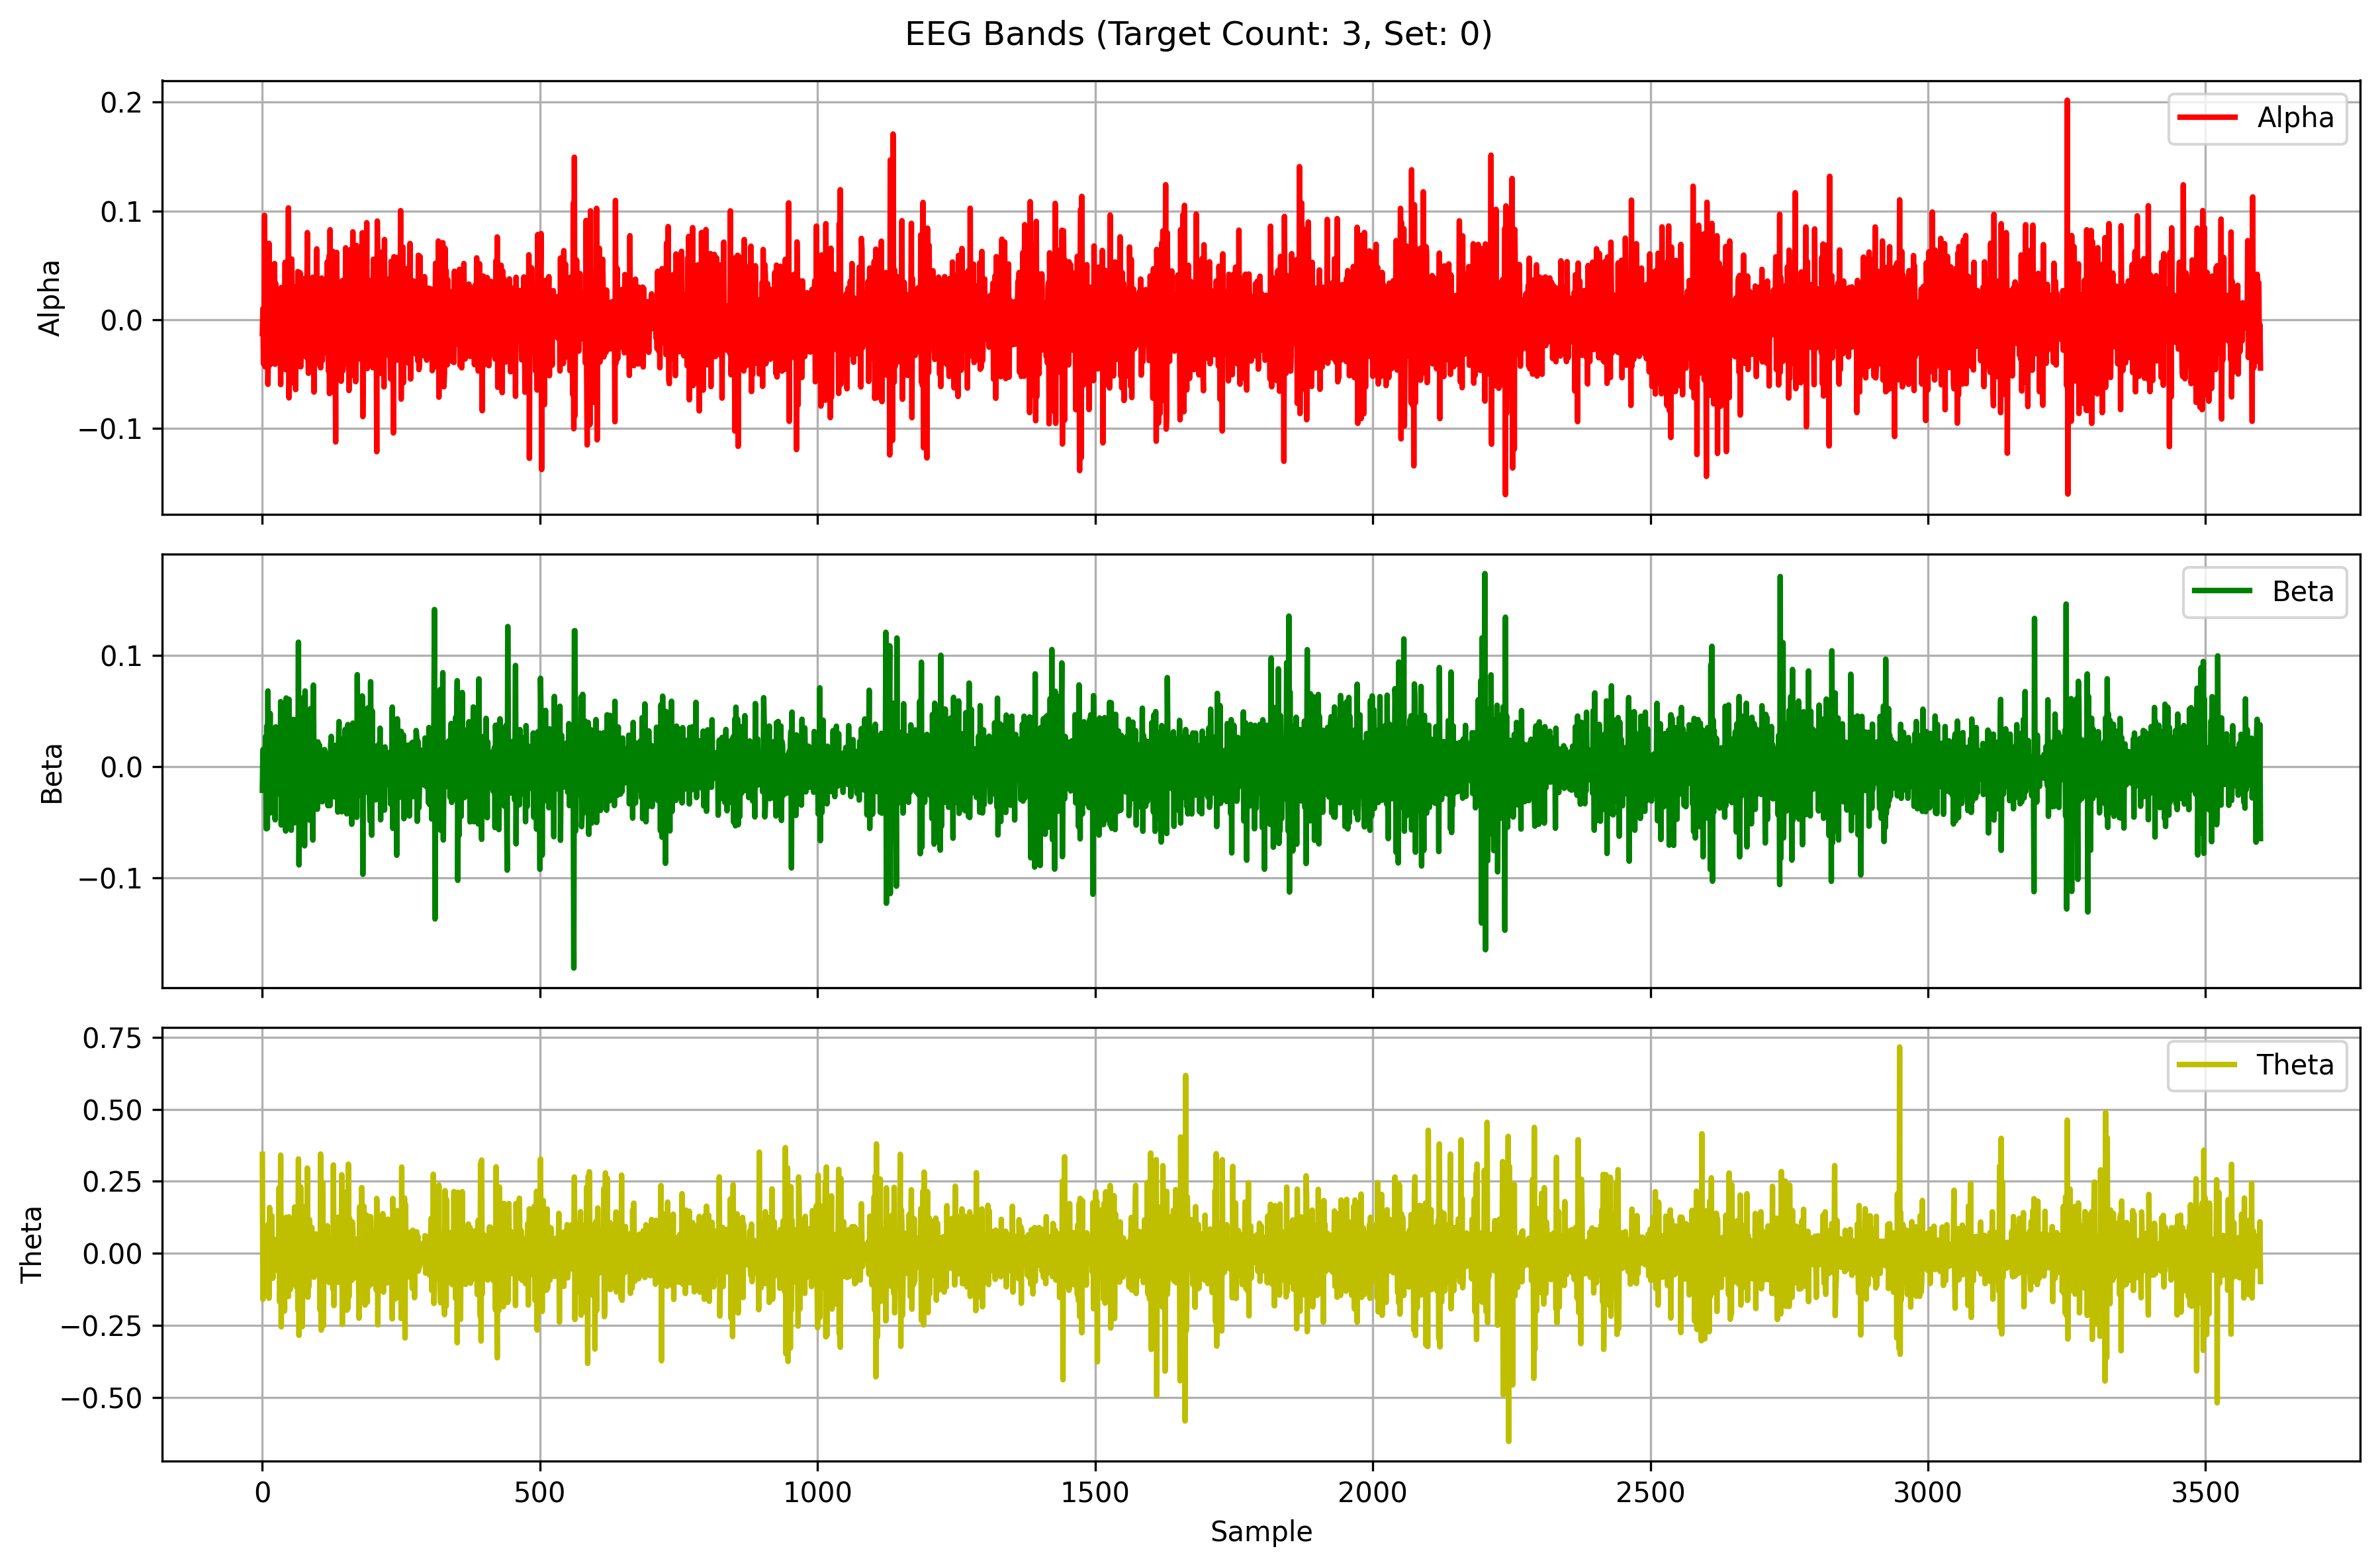 EEG Bands (Target Count: 3, Set: 0)
0.2
0.1
0.0
−0.1
Alpha
Alpha
0.1
0.0
−0.1
Beta
Beta
0.75
0.50
0.25
0.00
−0.25
−0.50
Theta
Theta
0 500 1000 1500 2000 2500 3000 3500
Sample